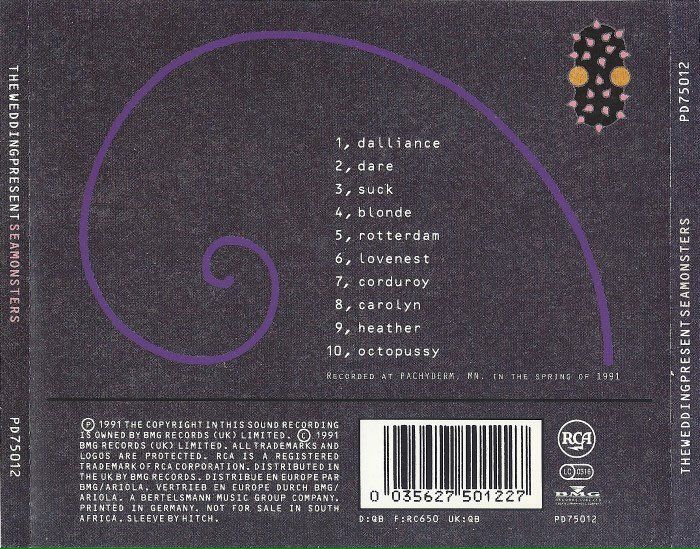 THEWEDDINGPRESENT SEAMONSTERS
PD75012
1, dalliance
2, dare
3, suck
4, blonde
5, rotterdam
6, lovenest
7, corduroy
8, carolyn
9, heather
10, octopussy
RECORDED AT PACHYDERM, MN. IN THE SPRING OF 1991
Ⓟ 1991 THE COPYRIGHT IN THIS SOUND RECORDING
IS OWNED BY BMG RECORDS (UK) LIMITED. © 1991
BMG RECORDS (UK) LIMITED. ALL TRADEMARKS AND
LOGOS ARE PROTECTED. RCA IS A REGISTERED
TRADEMARK OF RCA CORPORATION. DISTRIBUTED IN
THE UK BY BMG RECORDS. DISTRIBUE EN EUROPE PAR
BMG/ARIOLA. VERTRIEB EN EUROPE DURCH BMG/
ARIOLA. A BERTELSMANN MUSIC GROUP COMPANY.
PRINTED IN GERMANY. NOT FOR SALE IN SOUTH
AFRICA. SLEEVE BY HITCH.
0 035627 501227
D:QB F:RC650 UK:QB
RCA
LC 0316
BMG
PD75012
PD75012
THEWEDDINGPRESENT SEAMONSTERS